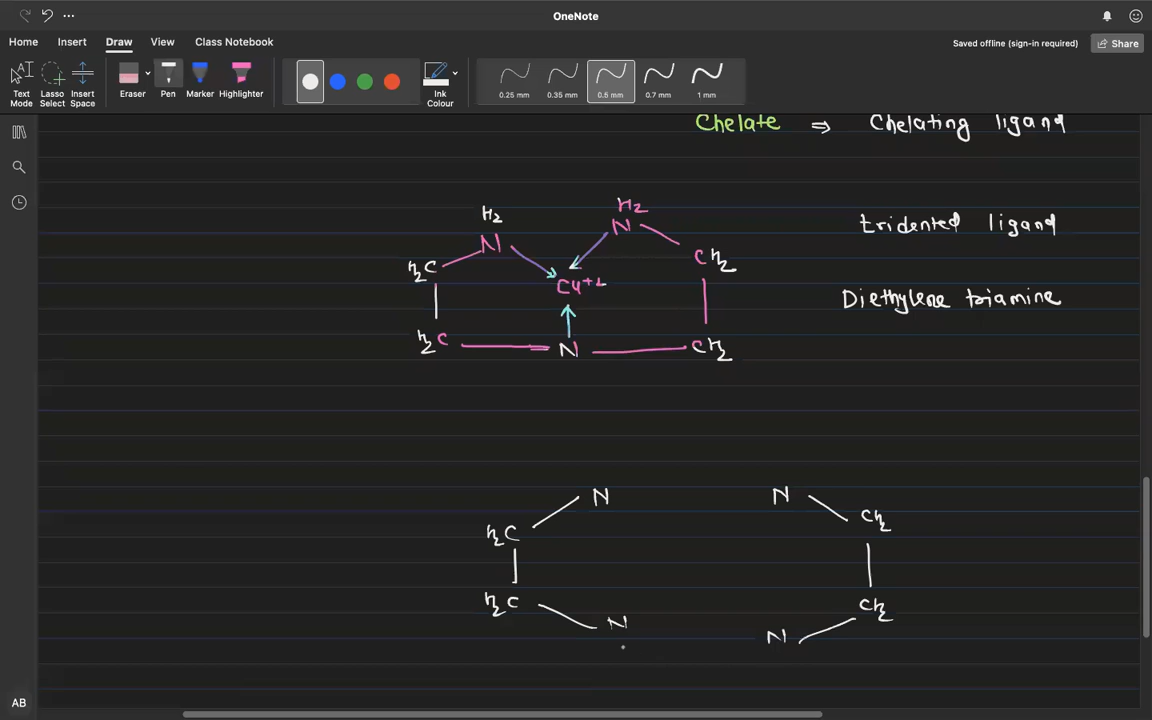 OneNote
Home Insert Draw View Class Notebook
Saved offline (sign-in required) Share
Text Mode
Lasso Select
Insert Space
Eraser
Pen
Marker
Highlighter
Ink Colour
0.25 mm 0.35 mm 0.5 mm 0.7 mm 1 mm
Chelate ⇒ Chelating ligand
H2 H2
N N
H2C CH2
Cu+2
H2C N CH2
tridented ligand
Diethylene triamine
N N
H2C CH2
H2C CH2
N N
AB